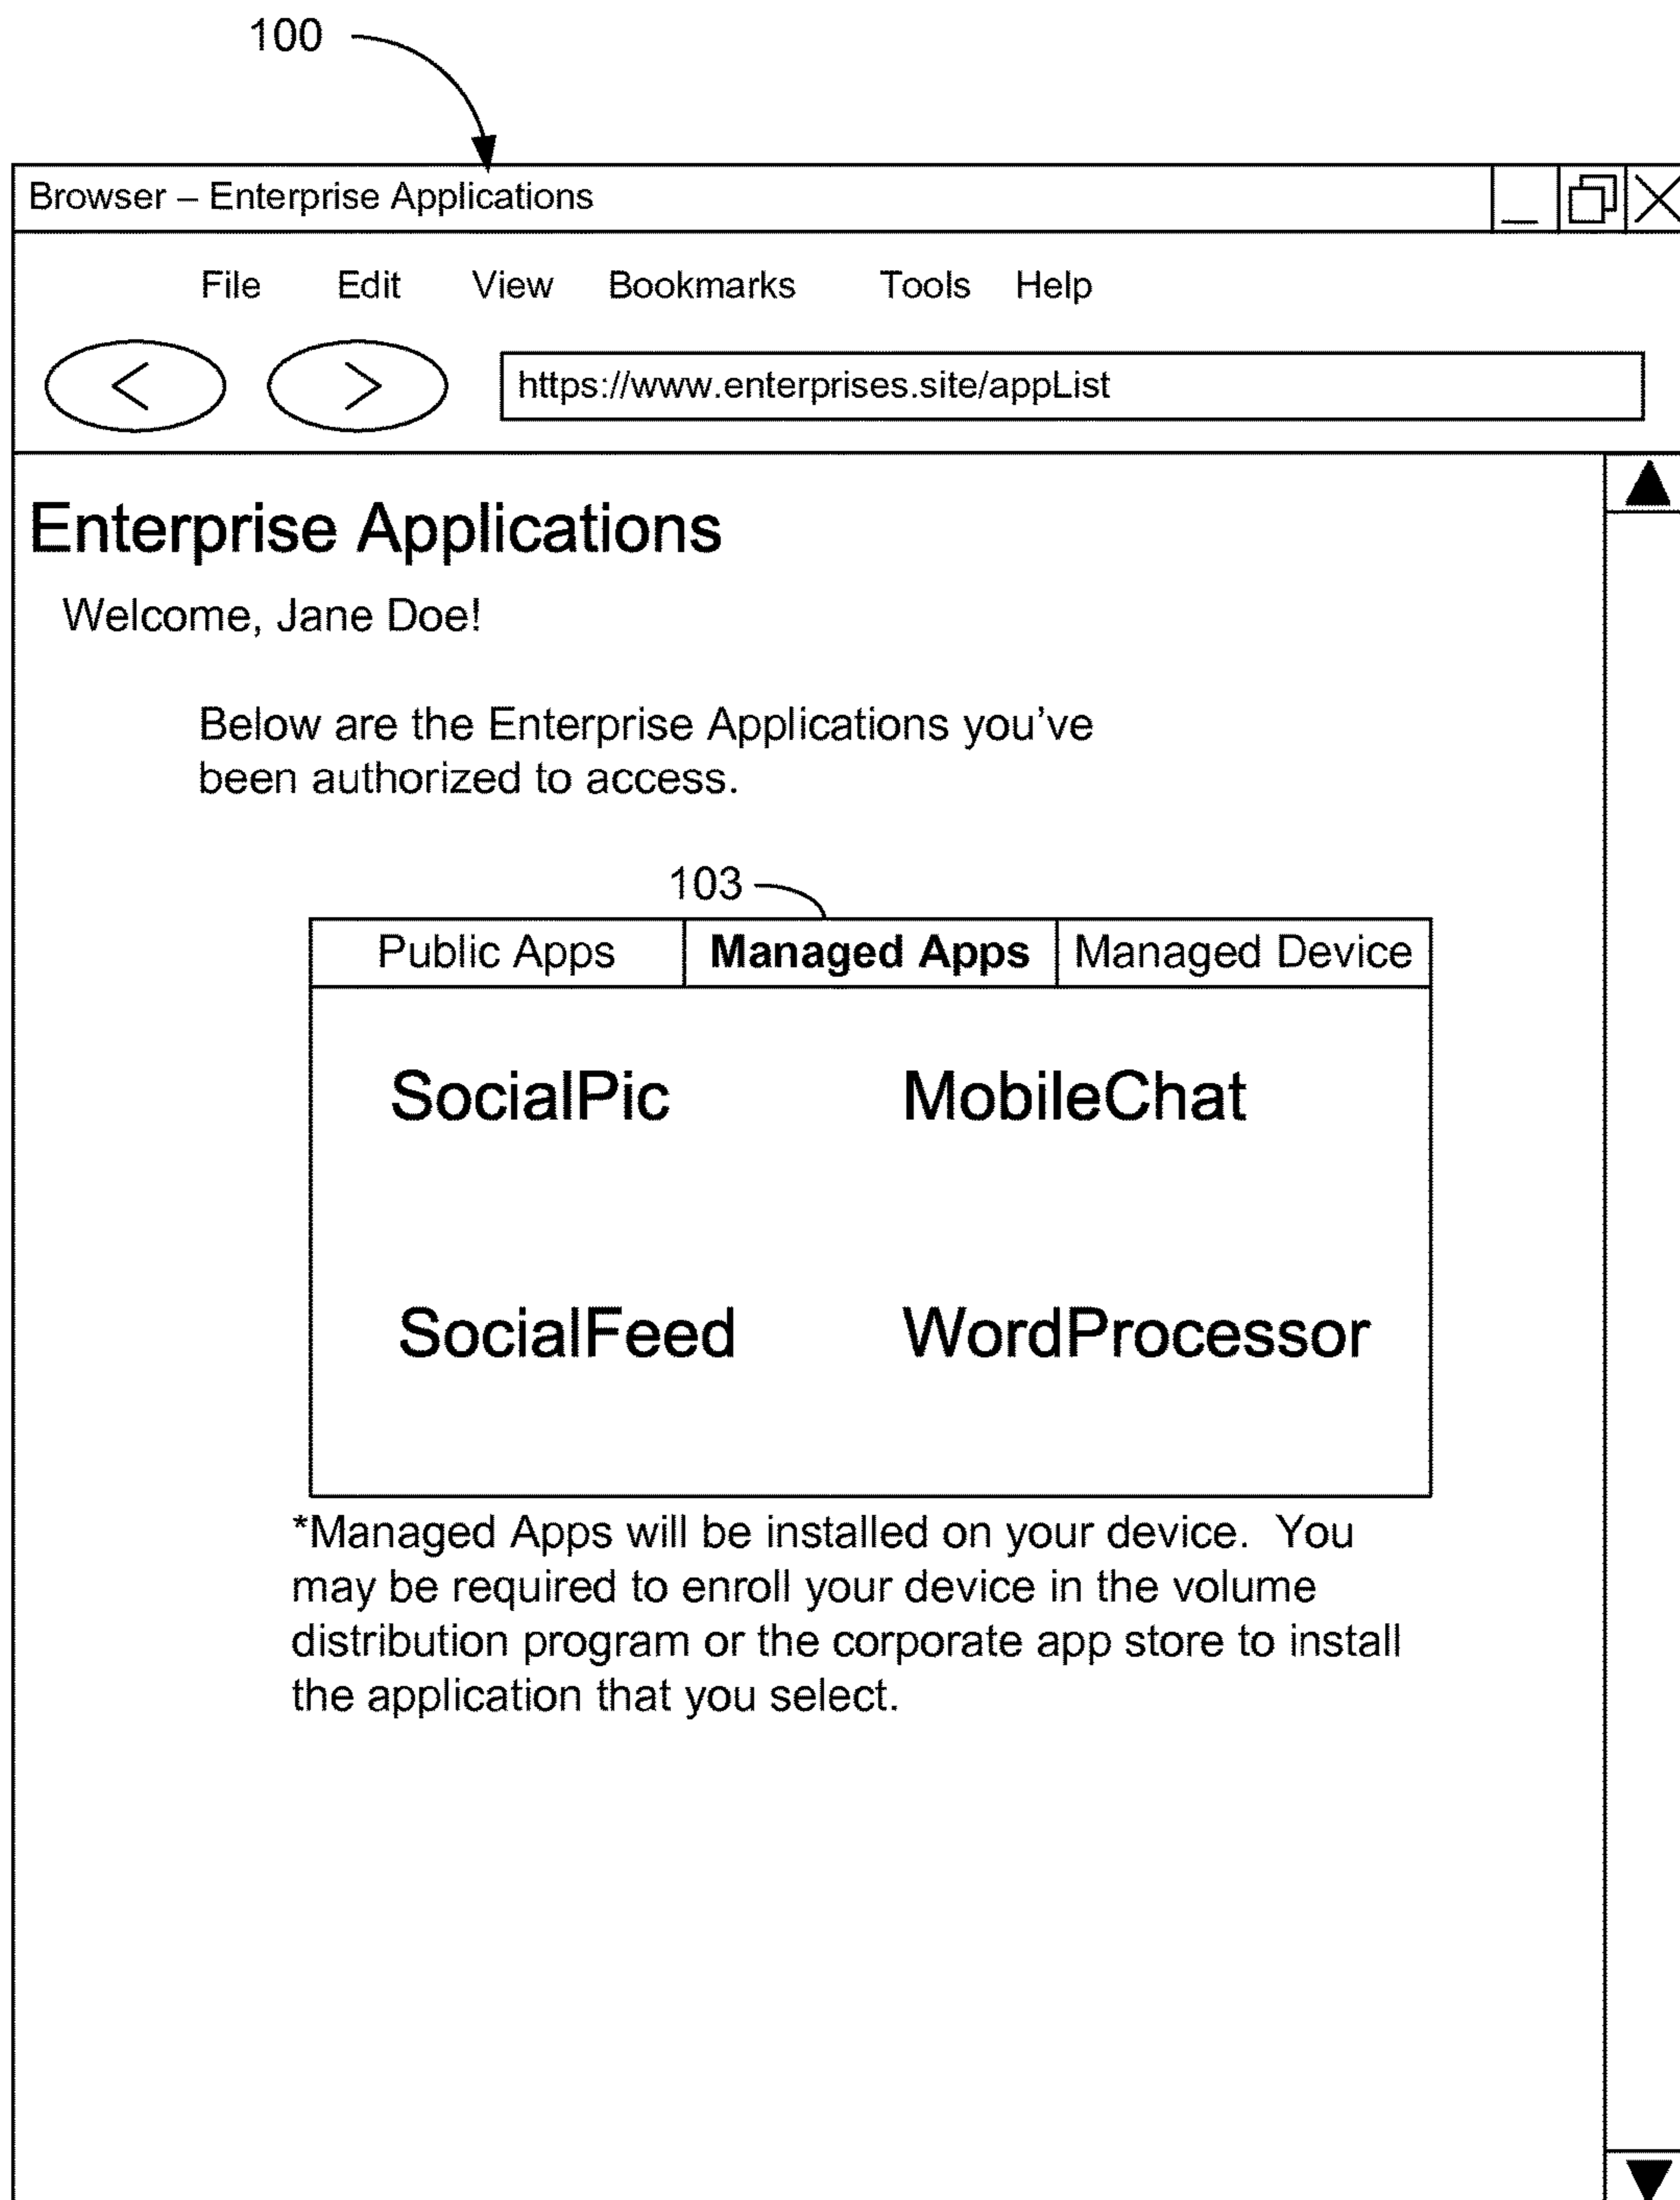 100
Browser – Enterprise Applications
File Edit View Bookmarks Tools Help
https://www.enterprises.site/appList
Enterprise Applications
Welcome, Jane Doe!
Below are the Enterprise Applications you've
been authorized to access.
103
Public Apps Managed Apps Managed Device
SocialPic MobileChat
SocialFeed WordProcessor
*Managed Apps will be installed on your device. You
may be required to enroll your device in the volume
distribution program or the corporate app store to install
the application that you select.